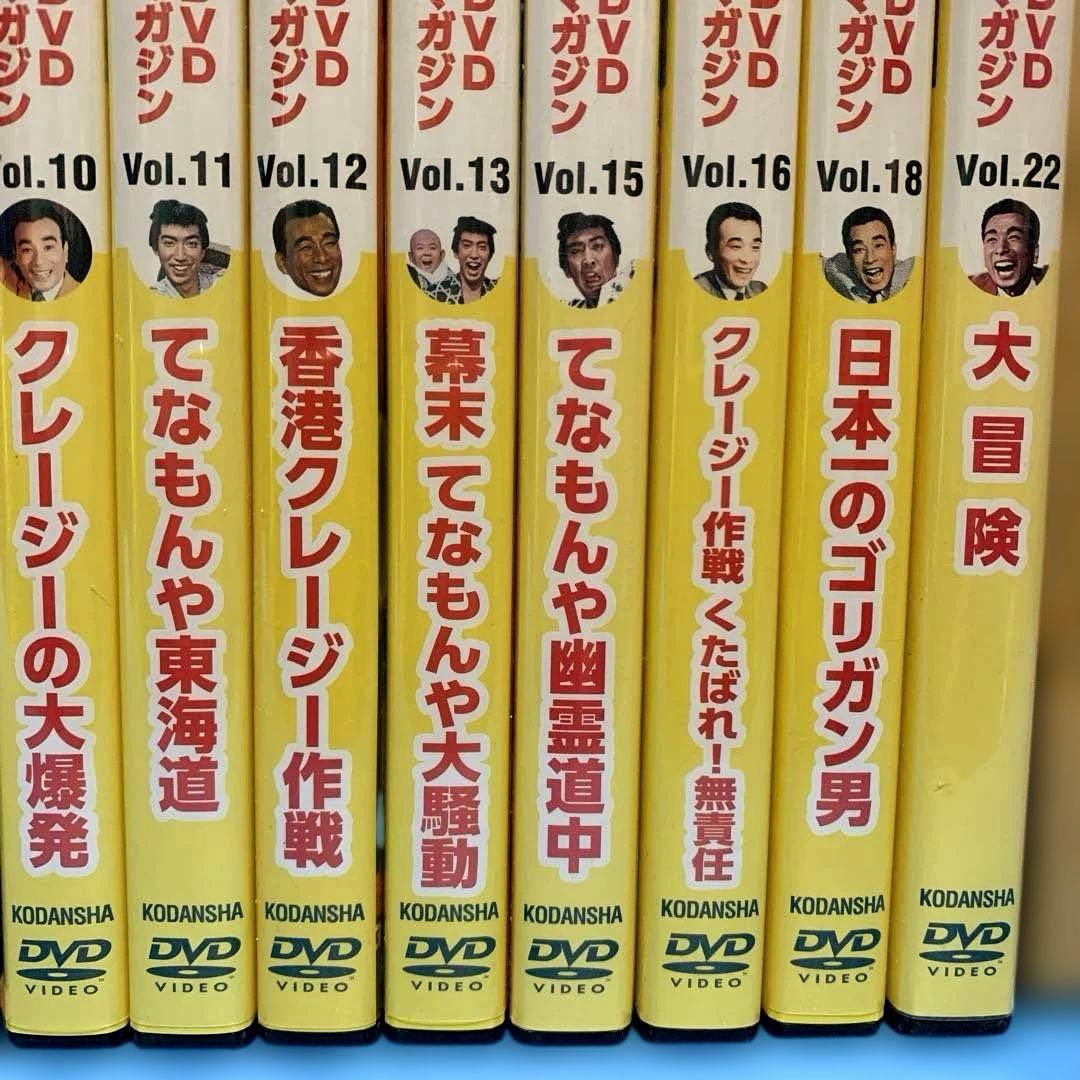 DVD
マガジン
Vol.10
クレージーの大爆発
KODANSHA
DVD
VIDEO
DVD
マガジン
Vol.11
てなもんや東海道
KODANSHA
DVD
VIDEO
DVD
マガジン
Vol.12
香港クレージー作戦
KODANSHA
DVD
VIDEO
DVD
マガジン
Vol.13
幕末 てなもんや大騒動
KODANSHA
DVD
VIDEO
DVD
マガジン
Vol.15
てなもんや幽霊道中
KODANSHA
DVD
VIDEO
DVD
マガジン
Vol.16
クレージー作戦 くたばれ!無責任
KODANSHA
DVD
VIDEO
DVD
マガジン
Vol.18
日本一のゴリガン男
KODANSHA
DVD
VIDEO
DVD
マガジン
Vol.22
大冒険
KODANSHA
DVD
VIDEO